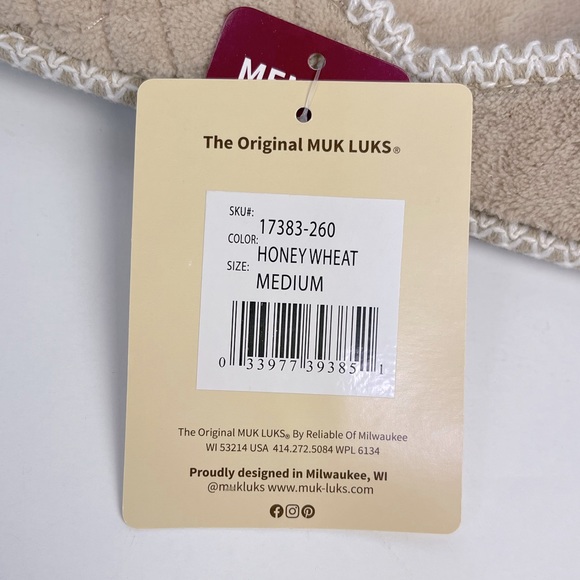 The Original MUK LUKS®
SKU#: 17383-260
COLOR: HONEY WHEAT
SIZE: MEDIUM
0 33977 39385 1
The Original MUK LUKS® By Reliable Of Milwaukee
WI 53214 USA 414.272.5084 WPL 6134
Proudly designed in Milwaukee, WI
@mukluks www.muk-luks.com